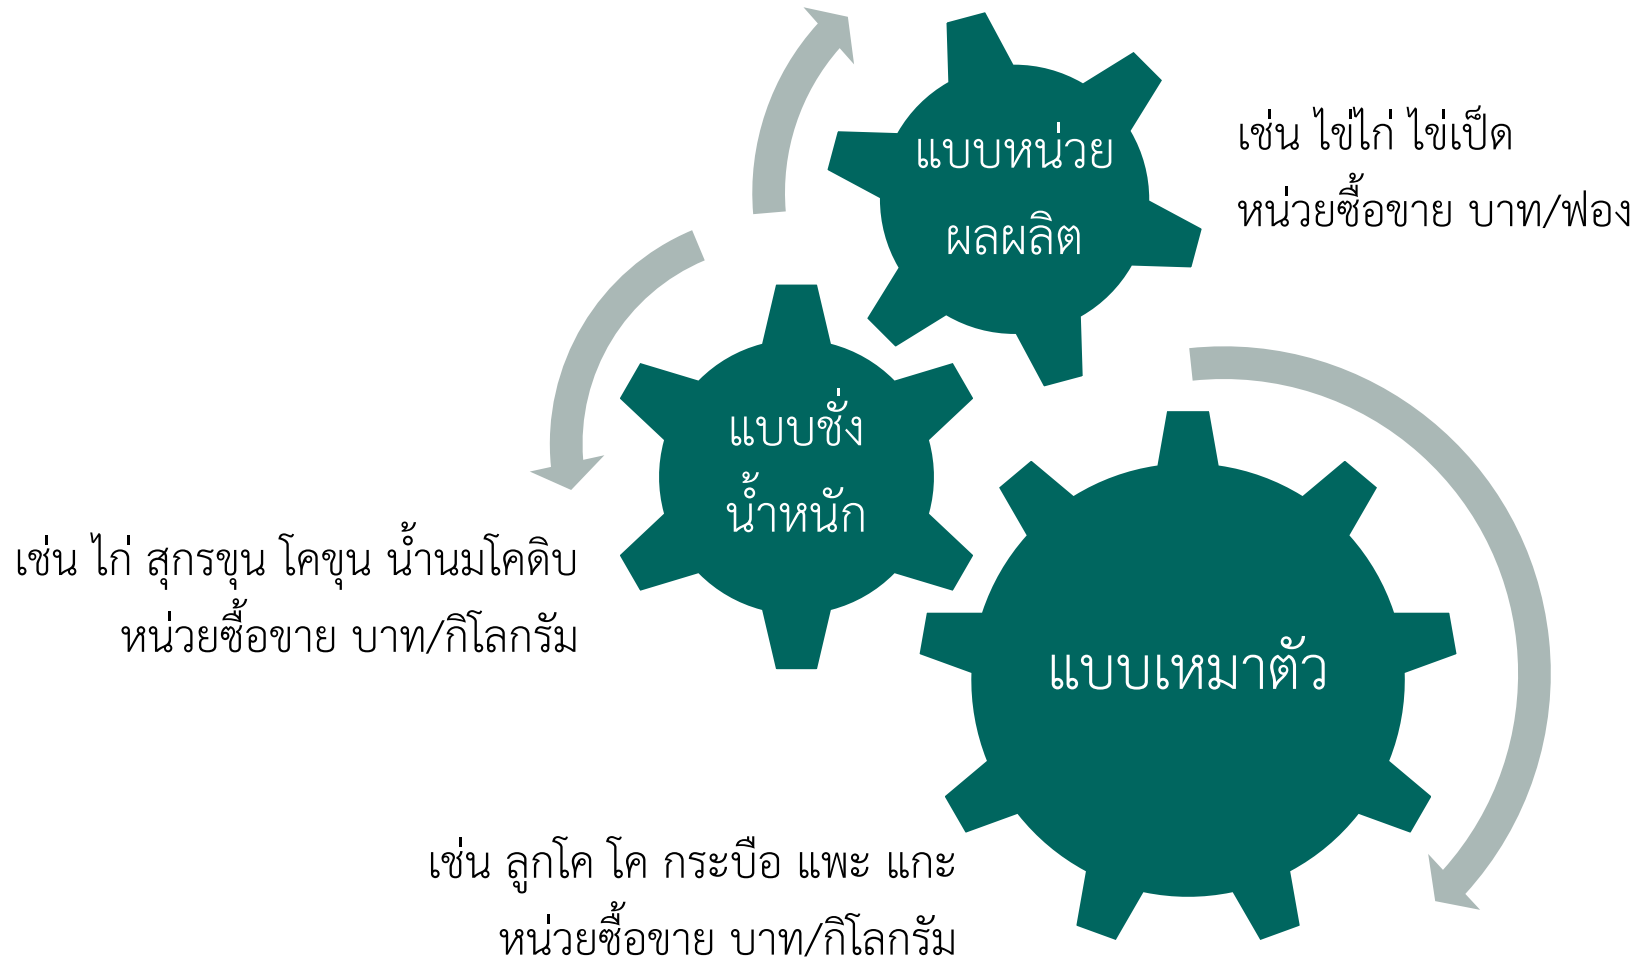 แบบหน่วย
ผลผลิต
เช่น ไข่ไก่ ไข่เป็ด
หน่วยซื้อขาย บาท/ฟอง
แบบชั่ง
น้ำหนัก
เช่น ไก่ สุกรขุน โคขุน น้ำนมโคดิบ
หน่วยซื้อขาย บาท/กิโลกรัม
แบบเหมาตัว
เช่น ลูกโค โค กระบือ แพะ แกะ
หน่วยซื้อขาย บาท/กิโลกรัม